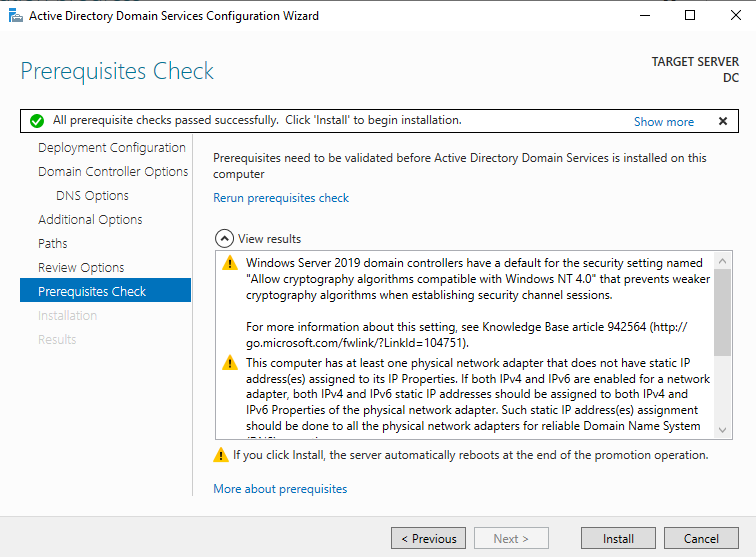 Active Directory Domain Services Configuration Wizard
Prerequisites Check
TARGET SERVER
DC
All prerequisite checks passed successfully. Click 'Install' to begin installation.
Show more
Deployment Configuration
Domain Controller Options
DNS Options
Additional Options
Paths
Review Options
Prerequisites Check
Installation
Results
Prerequisites need to be validated before Active Directory Domain Services is installed on this
computer
Rerun prerequisites check
View results
Windows Server 2019 domain controllers have a default for the security setting named
"Allow cryptography algorithms compatible with Windows NT 4.0" that prevents weaker
cryptography algorithms when establishing security channel sessions.
For more information about this setting, see Knowledge Base article 942564 (http://
go.microsoft.com/fwlink/?LinkId=104751).
This computer has at least one physical network adapter that does not have static IP
address(es) assigned to its IP Properties. If both IPv4 and IPv6 are enabled for a network
adapter, both IPv4 and IPv6 static IP addresses should be assigned to both IPv4 and
IPv6 Properties of the physical network adapter. Such static IP address(es) assignment
should be done to all the physical network adapters for reliable Domain Name System
If you click Install, the server automatically reboots at the end of the promotion operation.
More about prerequisites
< Previous
Next >
Install
Cancel